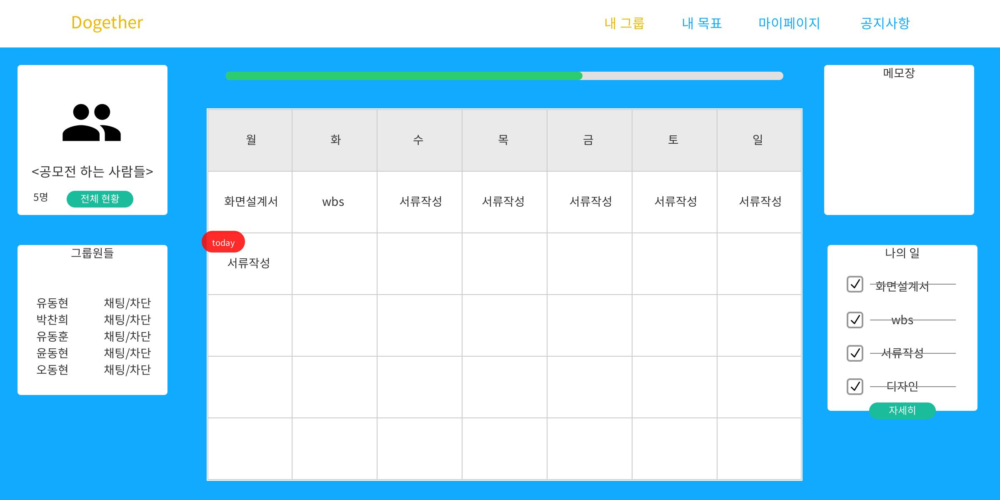 Dogether
내 그룹 내 목표 마이페이지 공지사항
<공모전 하는 사람들>
5명 전체 현황
그룹원들
유동현 채팅/차단
박찬희 채팅/차단
유동훈 채팅/차단
윤동현 채팅/차단
오동현 채팅/차단
월 화 수 목 금 토 일
화면설계서 wbs 서류작성 서류작성 서류작성 서류작성 서류작성
today
서류작성
메모장
나의 일
화면설계서
wbs
서류작성
디자인
자세히